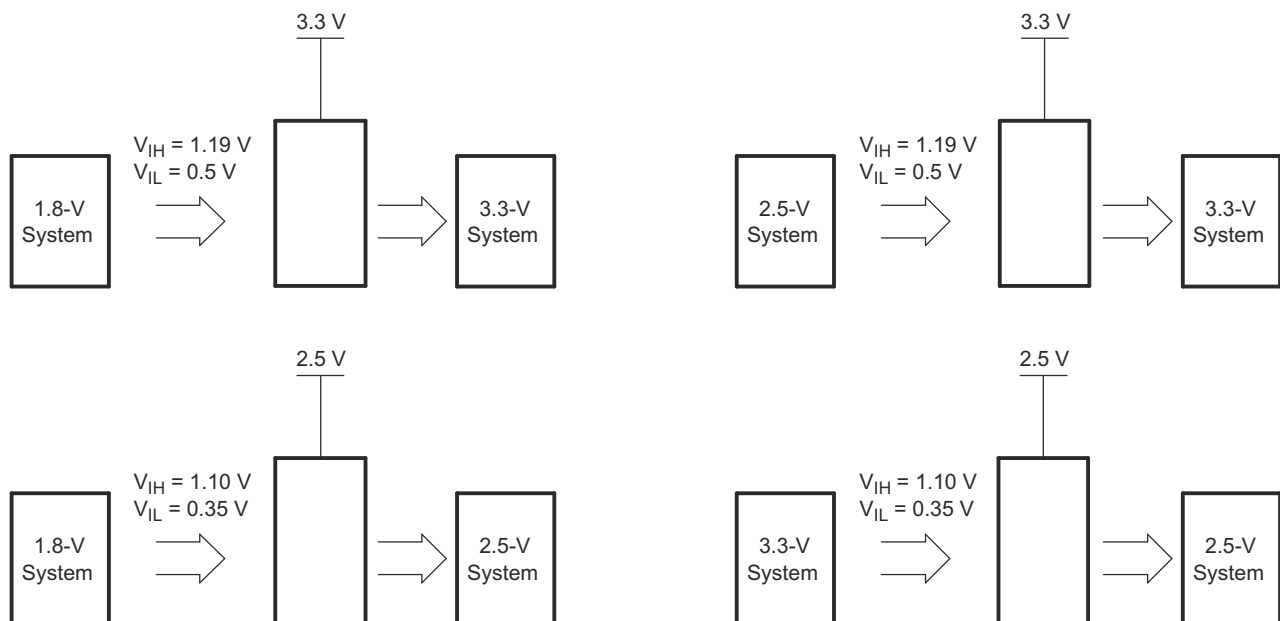 3.3 V
V_IH = 1.19 V
V_IL = 0.5 V
1.8-V
System
3.3-V
System
3.3 V
V_IH = 1.19 V
V_IL = 0.5 V
2.5-V
System
3.3-V
System
2.5 V
V_IH = 1.10 V
V_IL = 0.35 V
1.8-V
System
2.5-V
System
2.5 V
V_IH = 1.10 V
V_IL = 0.35 V
3.3-V
System
2.5-V
System